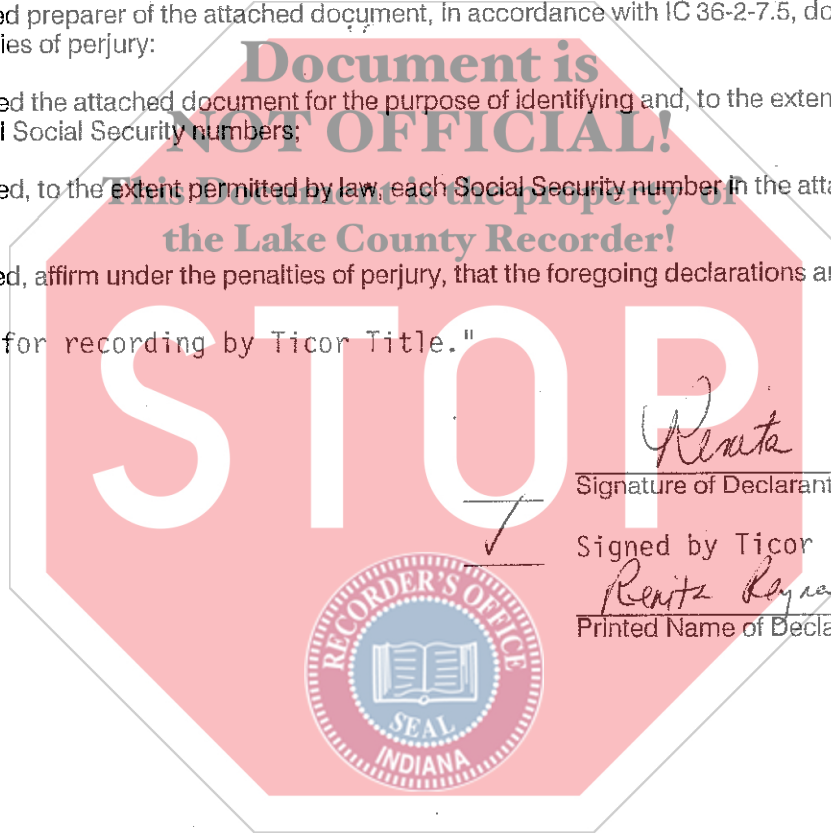 ed preparer of the attached document, in accordance with IC 36-2-7.5, do
ies of perjury:
Document is
ed the attached document for the purpose of identifying and, to the exten
l Social Security numbers;
NOT OFFICIAL!
ed, to the extent permitted by law, each Social Security number in the atta
This Document is the property of
the Lake County Recorder!
ed, affirm under the penalties of perjury, that the foregoing declarations a
for recording by Ticor Title."
STOP
Renita
Signature of Declarant
Signed by Ticor
Renita Reyna
Printed Name of Decla
RECORDER'S OFFICE
SEAL
INDIANA